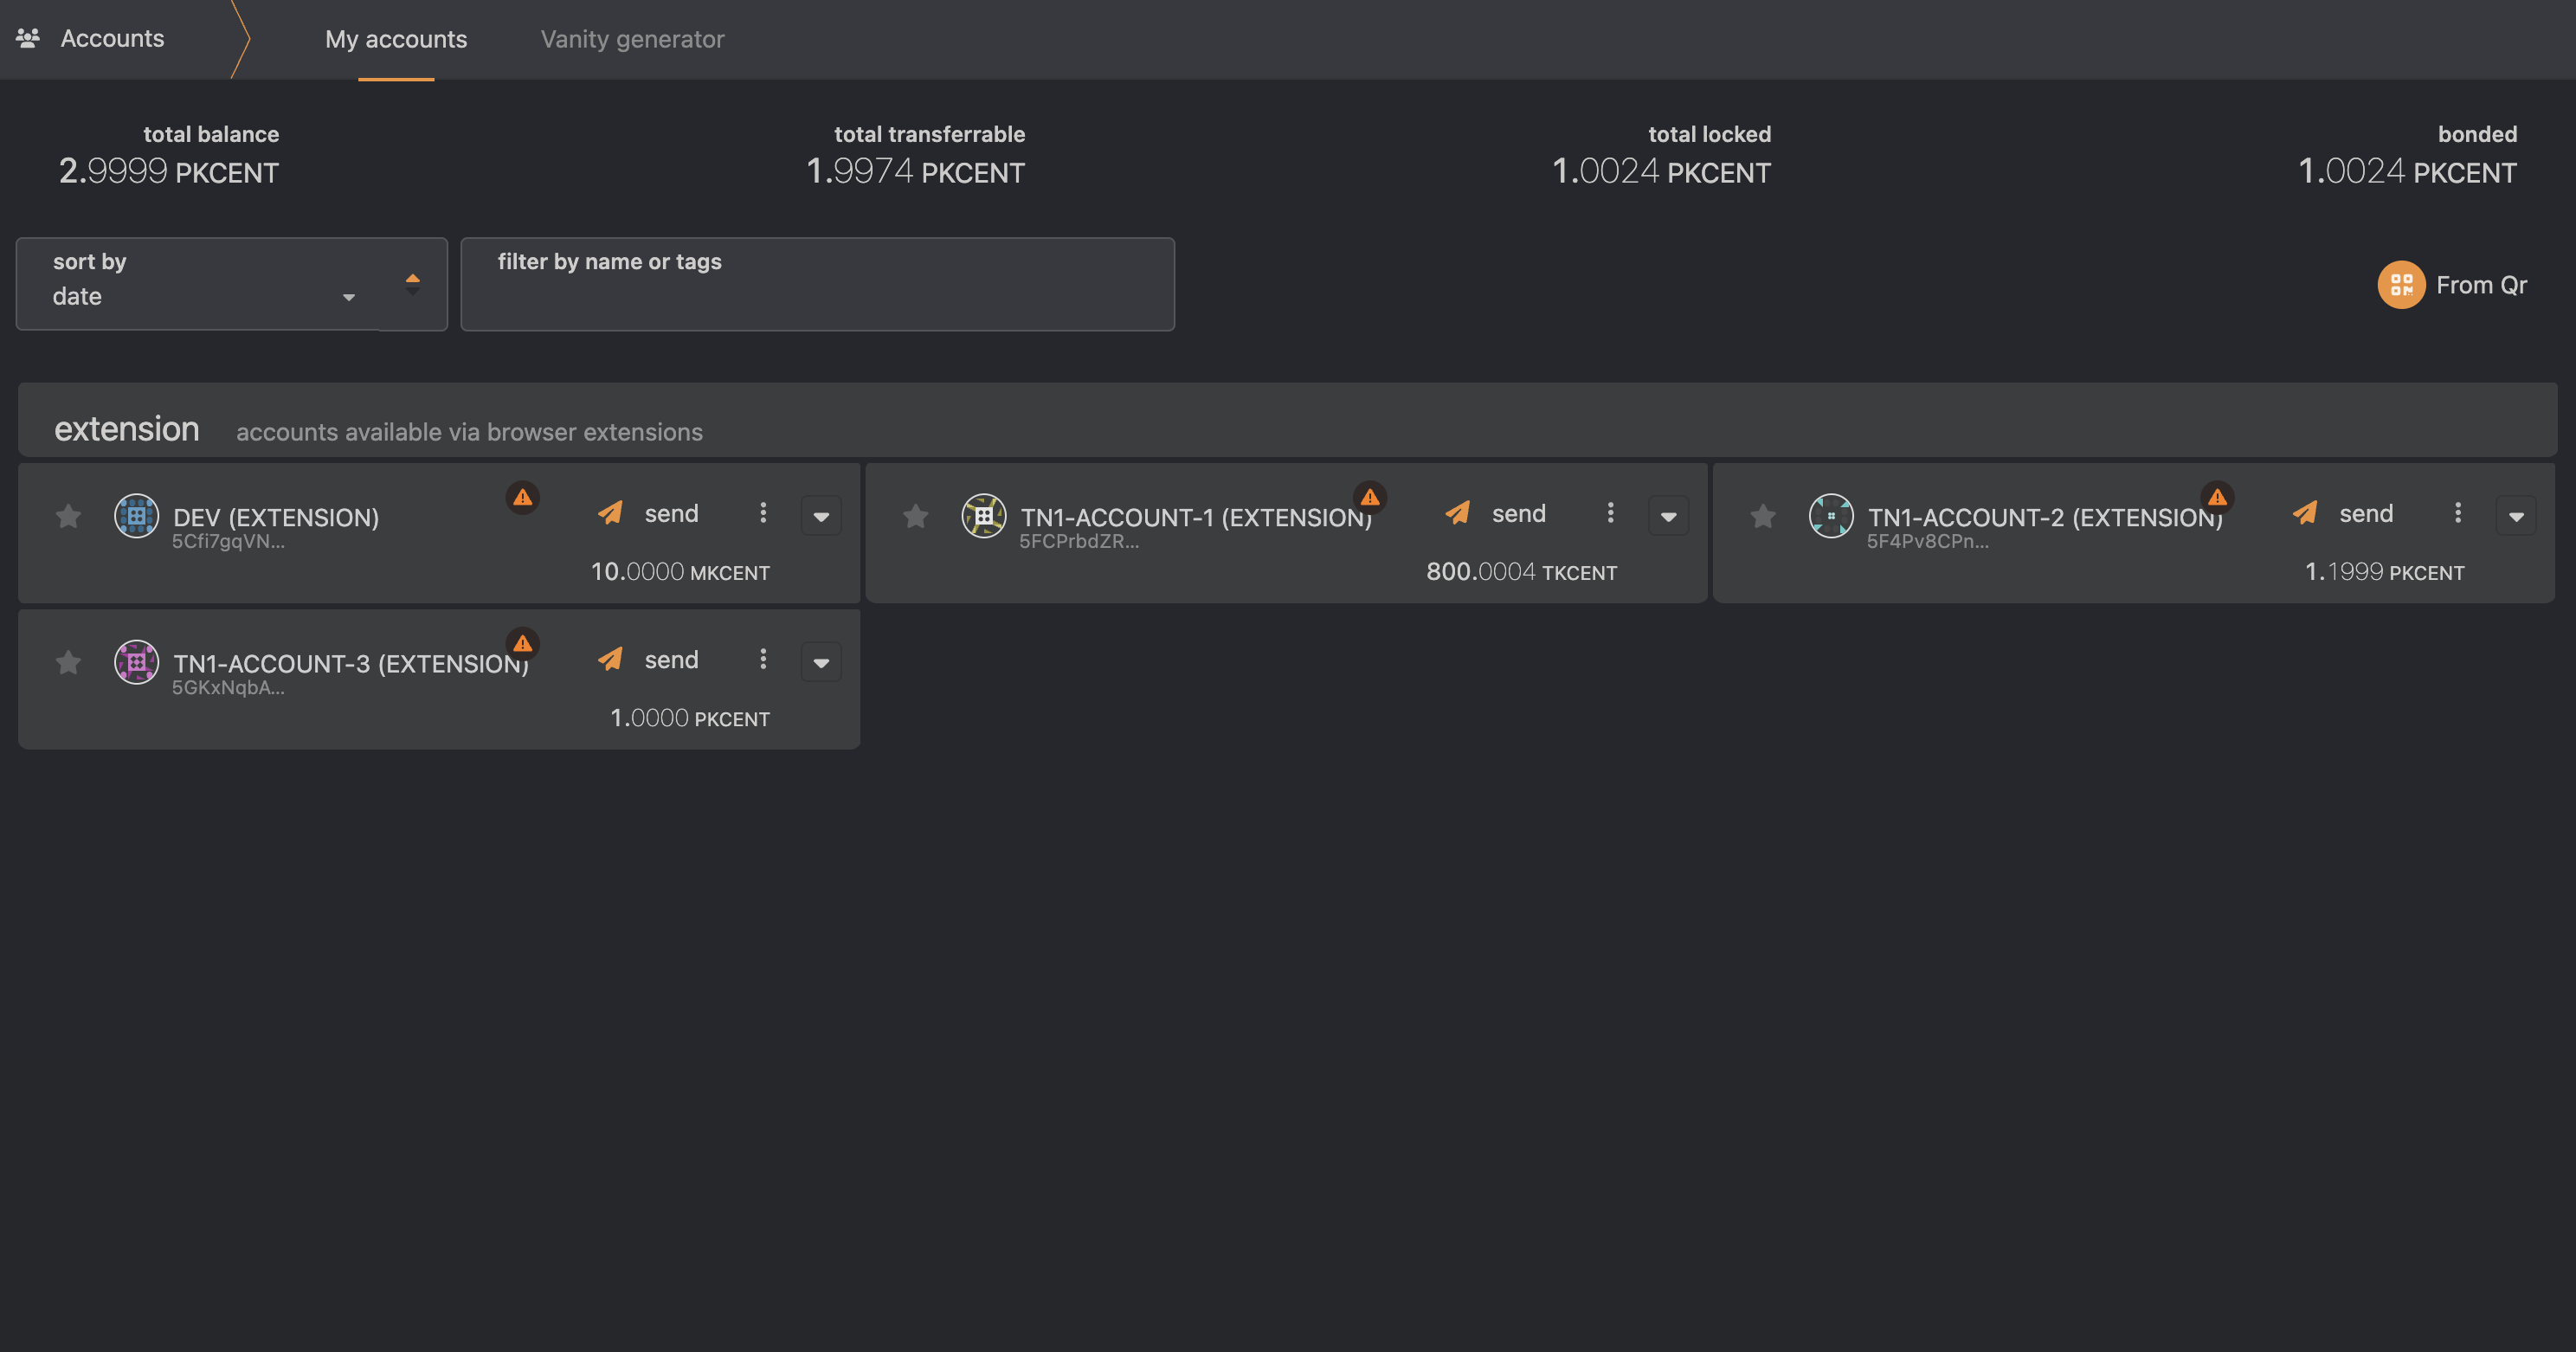 Accounts
My accounts
Vanity generator
total balance
2.9999 PKCENT
total transferrable
1.9974 PKCENT
total locked
1.0024 PKCENT
bonded
1.0024 PKCENT
sort by
date
filter by name or tags
From Qr
extension accounts available via browser extensions
DEV (EXTENSION)
5Cfi7gqVN...
send
10.0000 MKCENT
TN1-ACCOUNT-1 (EXTENSION)
5FCPrbdZR...
send
800.0004 TKCENT
TN1-ACCOUNT-2 (EXTENSION)
5F4Pv8CPn...
send
1.1999 PKCENT
TN1-ACCOUNT-3 (EXTENSION)
5GKxNqbA...
send
1.0000 PKCENT